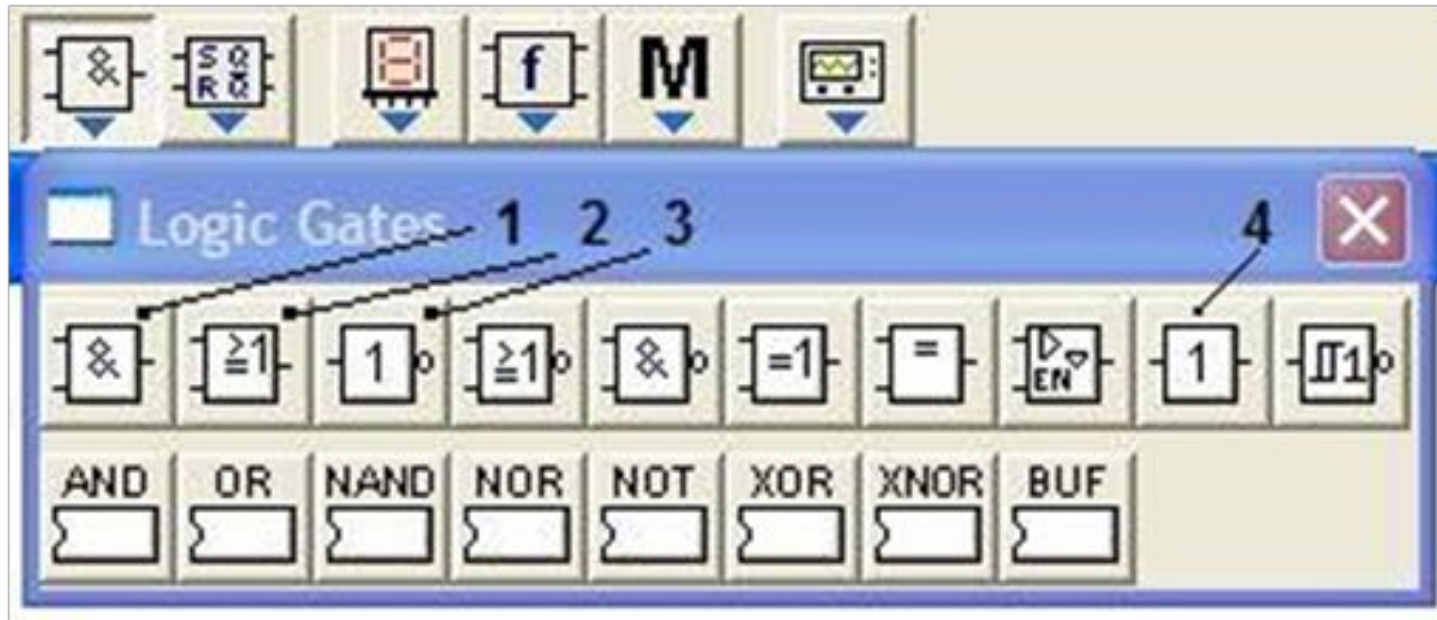 & S Q R Q̅ f M
Logic Gates 1 2 3 4
& ≧1 1 ≧1 & =1 = EN 1 1
AND OR NAND NOR NOT XOR XNOR BUF